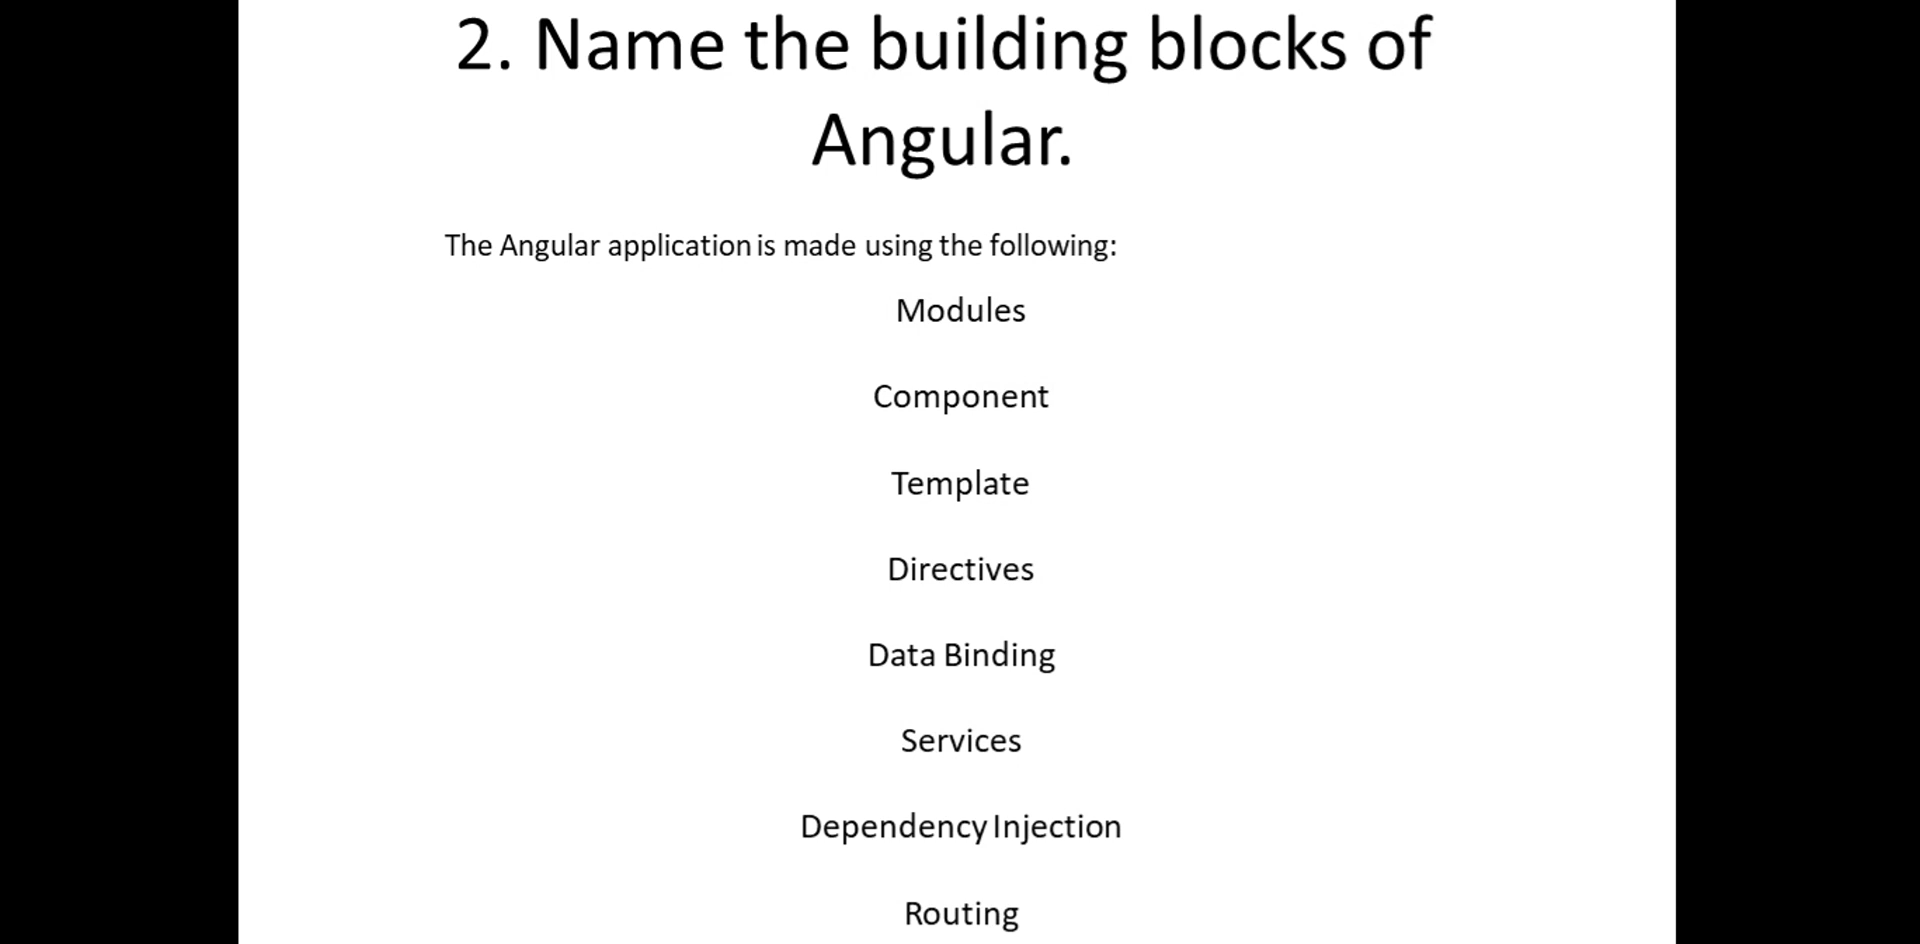 2. Name the building blocks of
Angular.
The Angular application is made using the following:
Modules
Component
Template
Directives
Data Binding
Services
Dependency Injection
Routing